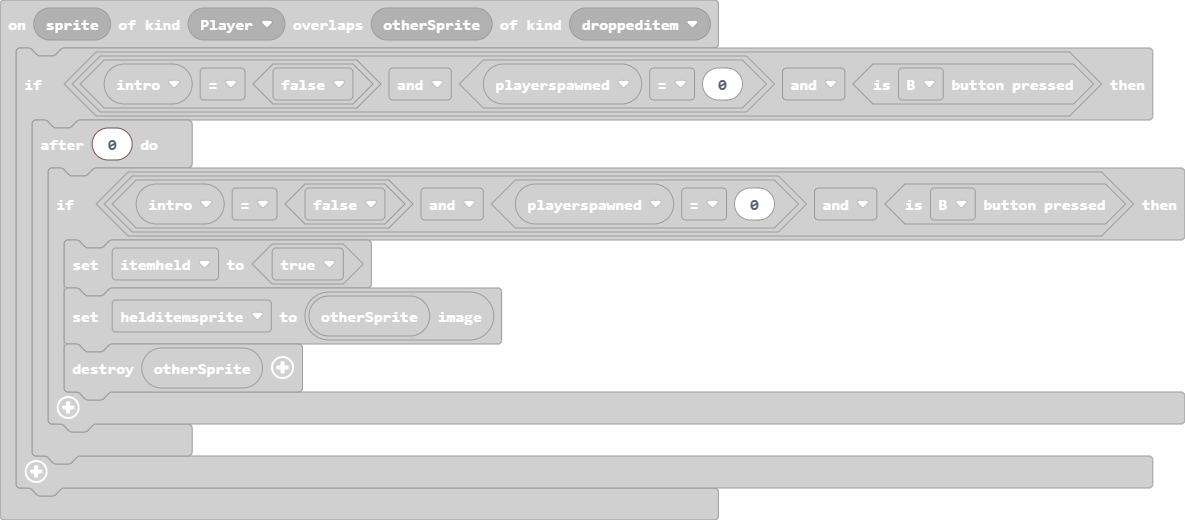 on sprite of kind Player overlaps otherSprite of kind droppeditem
if intro = false and playerspawned = 0 and is B button pressed then
after 0 do
if intro = false and playerspawned = 0 and is B button pressed then
set itemheld to true
set helditemsprite to otherSprite image
destroy otherSprite